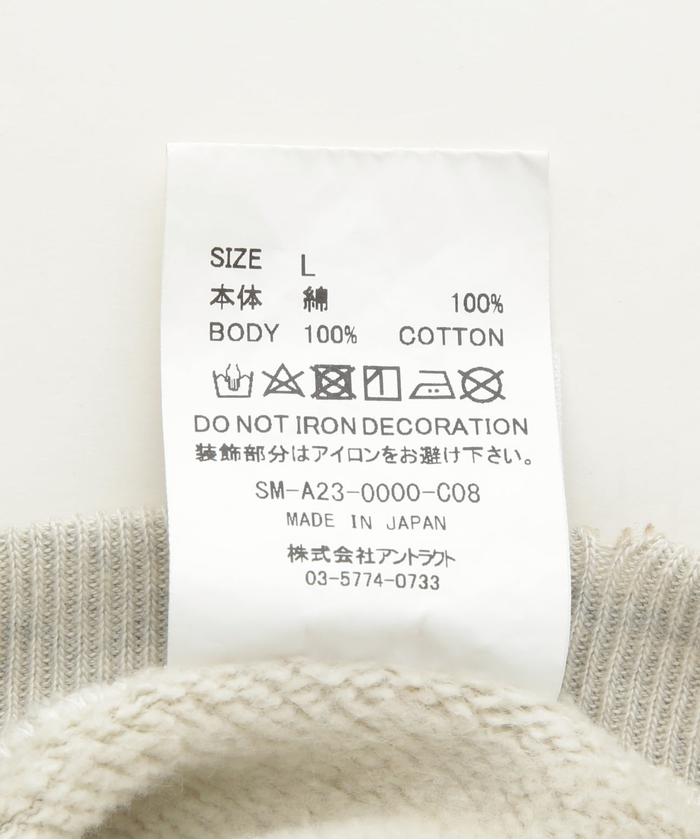 SIZE L
本体 綿 100%
BODY 100% COTTON
DO NOT IRON DECORATION
装飾部分はアイロンをお避け下さい。
SM-A23-0000-C08
MADE IN JAPAN
株式会社アントラクト
03-5774-0733